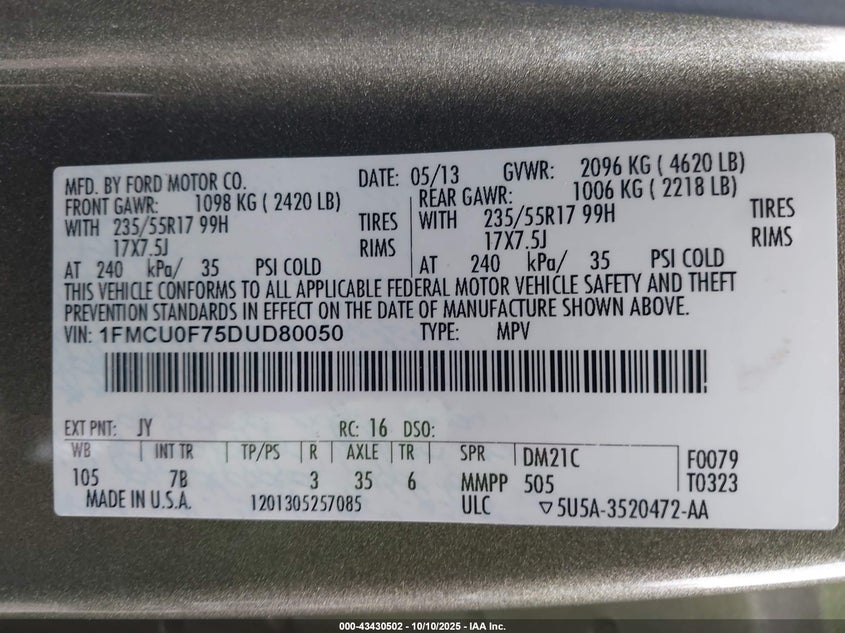 MFD. BY FORD MOTOR CO. DATE: 05/13 GVWR: 2096 KG ( 4620 LB)
FRONT GAWR: 1098 KG ( 2420 LB) REAR GAWR: 1006 KG ( 2218 LB)
WITH 235/55R17 99H TIRES WITH 235/55R17 99H TIRES
17X7.5J RIMS 17X7.5J RIMS
AT 240 kPa/ 35 PSI COLD AT 240 kPa/ 35 PSI COLD
THIS VEHICLE CONFORMS TO ALL APPLICABLE FEDERAL MOTOR VEHICLE SAFETY AND THEFT
PREVENTION STANDARDS IN EFFECT ON THE DATE OF MANUFACTURE SHOWN ABOVE.
VIN: 1FMCU0F75DUD80050 TYPE: MPV
EXT PNT: JY RC: 16 DSO:
WB INT TR TP/PS R AXLE TR SPR DM21C F0079
105 7B 3 35 6 MMPP 505 T0323
MADE IN U.S.A. 1201305257085 ULC ▽5U5A-3520472-AA
000-43430502 - 10/10/2025 - IAA Inc.